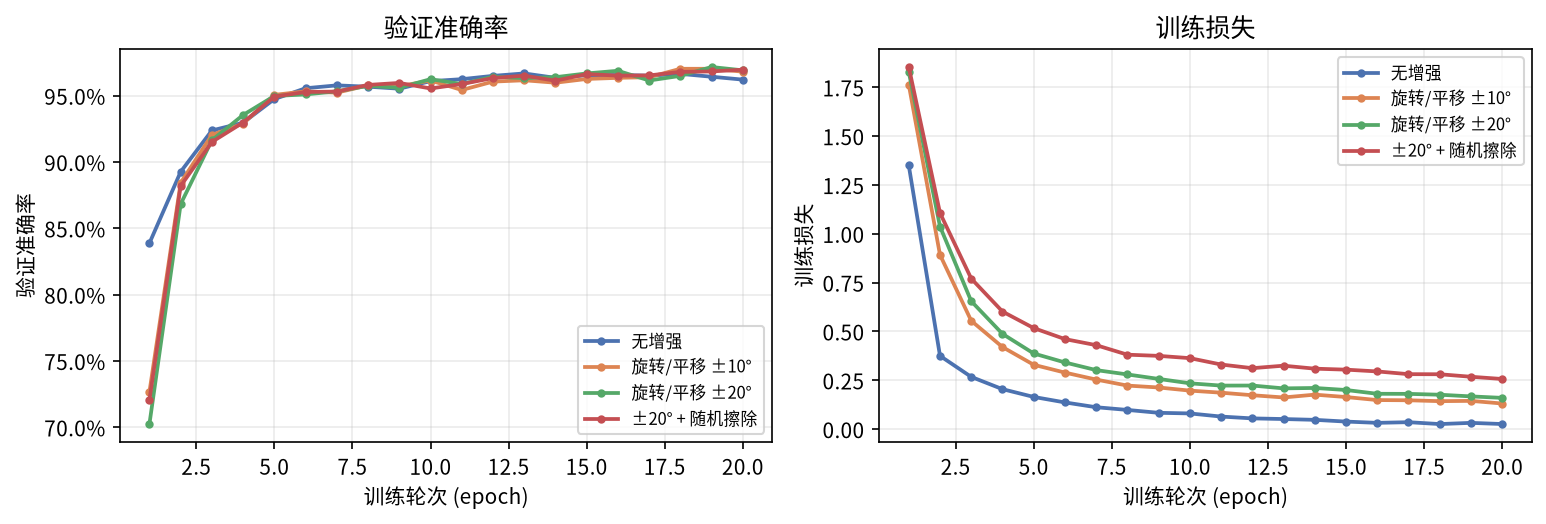 验证准确率
验证准确率
95.0%
90.0%
85.0%
80.0%
75.0%
70.0%
2.5 5.0 7.5 10.0 12.5 15.0 17.5 20.0
训练轮次 (epoch)
无增强
旋转/平移 ±10°
旋转/平移 ±20°
±20° + 随机擦除
训练损失
训练损失
1.75
1.50
1.25
1.00
0.75
0.50
0.25
0.00
2.5 5.0 7.5 10.0 12.5 15.0 17.5 20.0
训练轮次 (epoch)
无增强
旋转/平移 ±10°
旋转/平移 ±20°
±20° + 随机擦除